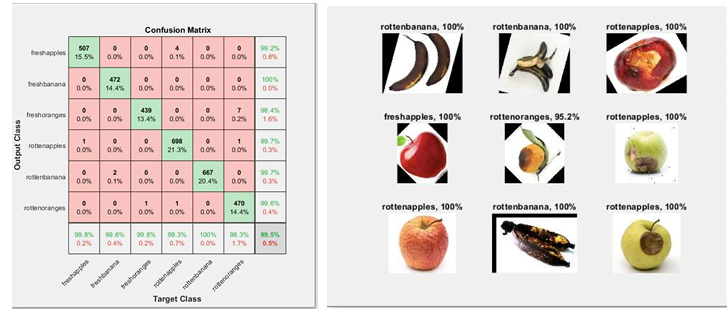 Confusion Matrix
freshapples 507 0 0 4 0 0 99.2%
15.5% 0.0% 0.0% 0.1% 0.0% 0.0% 0.8%
freshbanana 0 472 0 0 0 0 100%
0.0% 14.4% 0.0% 0.0% 0.0% 0.0% 0.0%
freshoranges 0 0 439 0 0 7 98.4%
0.0% 0.0% 13.4% 0.0% 0.0% 0.2% 1.6%
rottenapples 1 0 0 698 0 1 99.7%
0.0% 0.0% 0.0% 21.3% 0.0% 0.0% 0.3%
rottenbanana 0 2 0 0 667 0 99.7%
0.0% 0.1% 0.0% 0.0% 20.4% 0.0% 0.3%
rottenoranges 0 0 1 1 0 470 99.6%
0.0% 0.0% 0.0% 0.0% 0.0% 14.4% 0.4%
99.8% 99.6% 99.8% 99.3% 100% 98.3% 99.5%
0.2% 0.4% 0.2% 0.7% 0.0% 1.7% 0.5%
freshapples freshbanana freshoranges rottenapples rottenbanana rottenoranges
Target Class
Output Class
rottenbanana, 100% rottenbanana, 100% rottenapples, 100%
freshapples, 100% rottenoranges, 95.2% rottenapples, 100%
rottenapples, 100% rottenbanana, 100% rottenapples, 100%